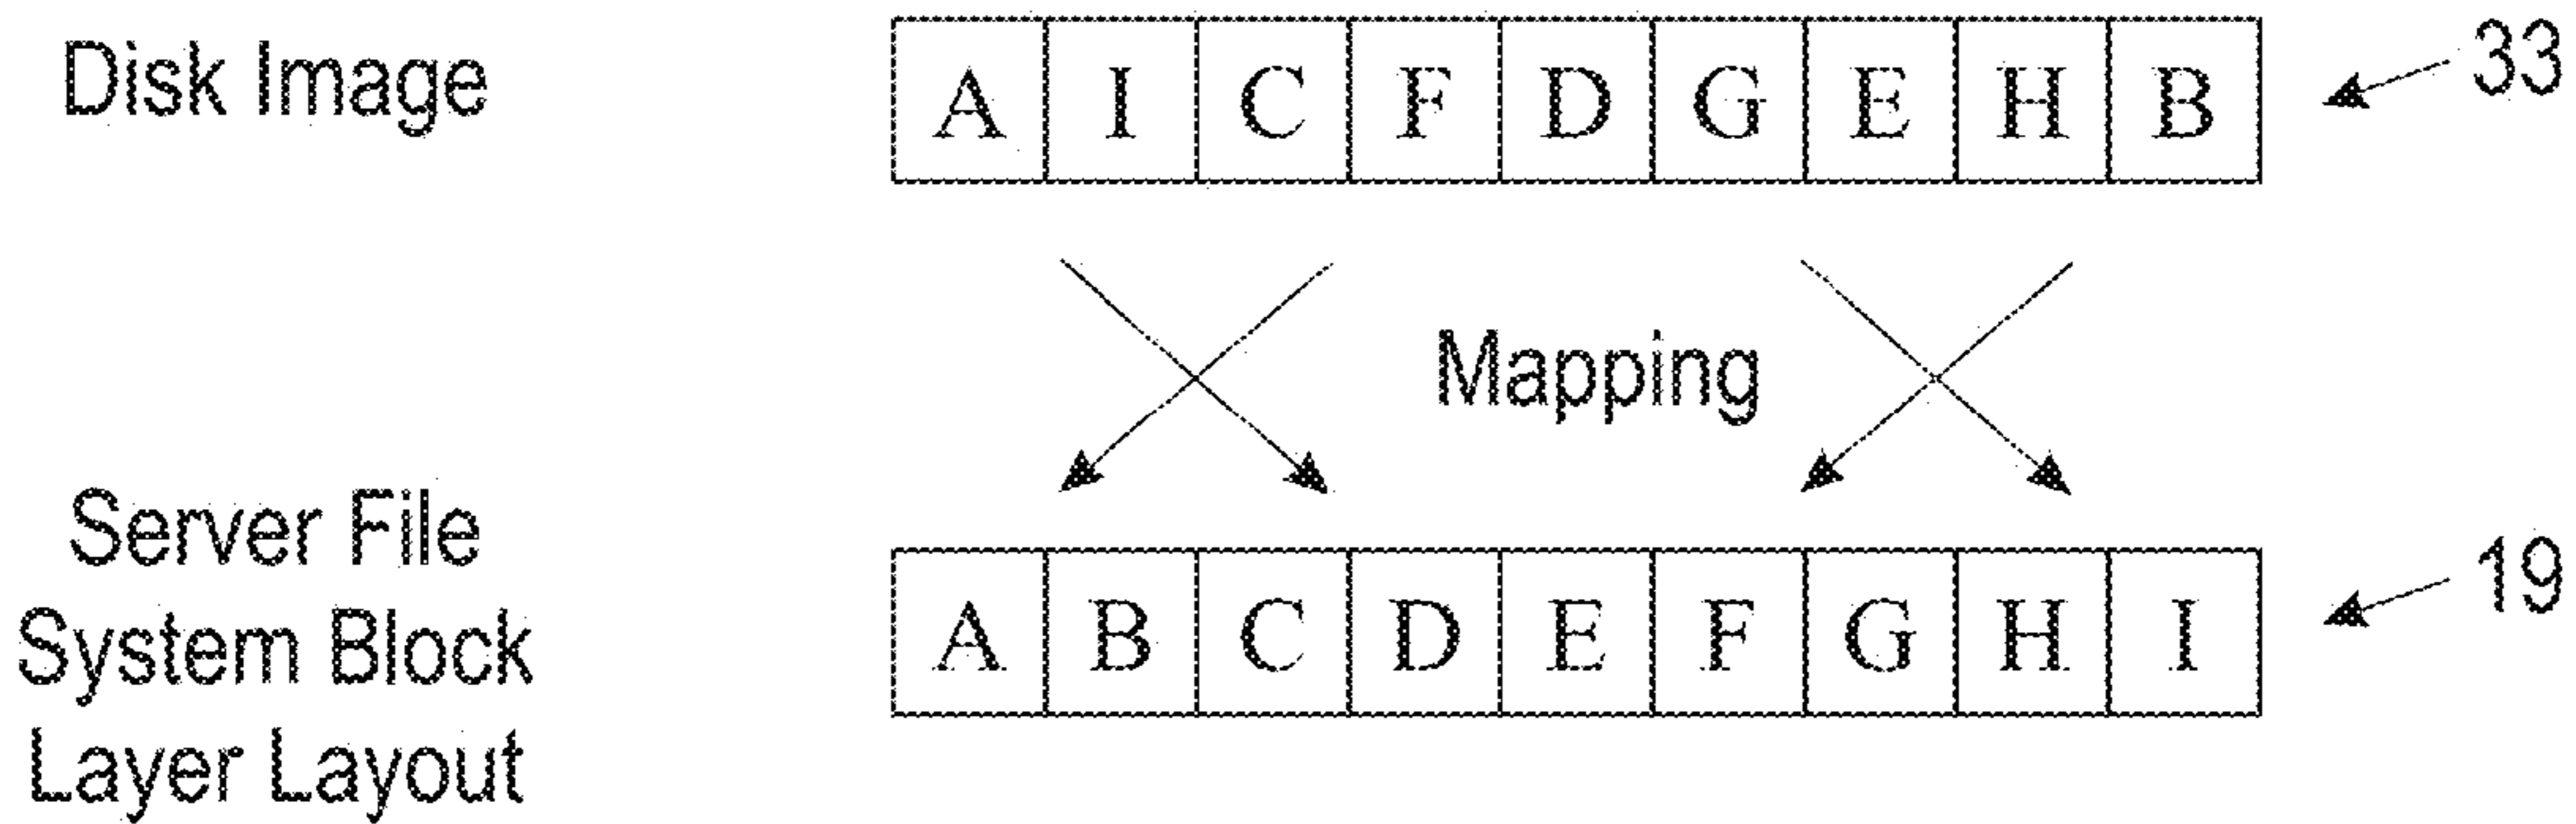 Disk Image A I C F D G E H B 33
Mapping
Server File
System Block
Layer Layout
A B C D E F G H I 19